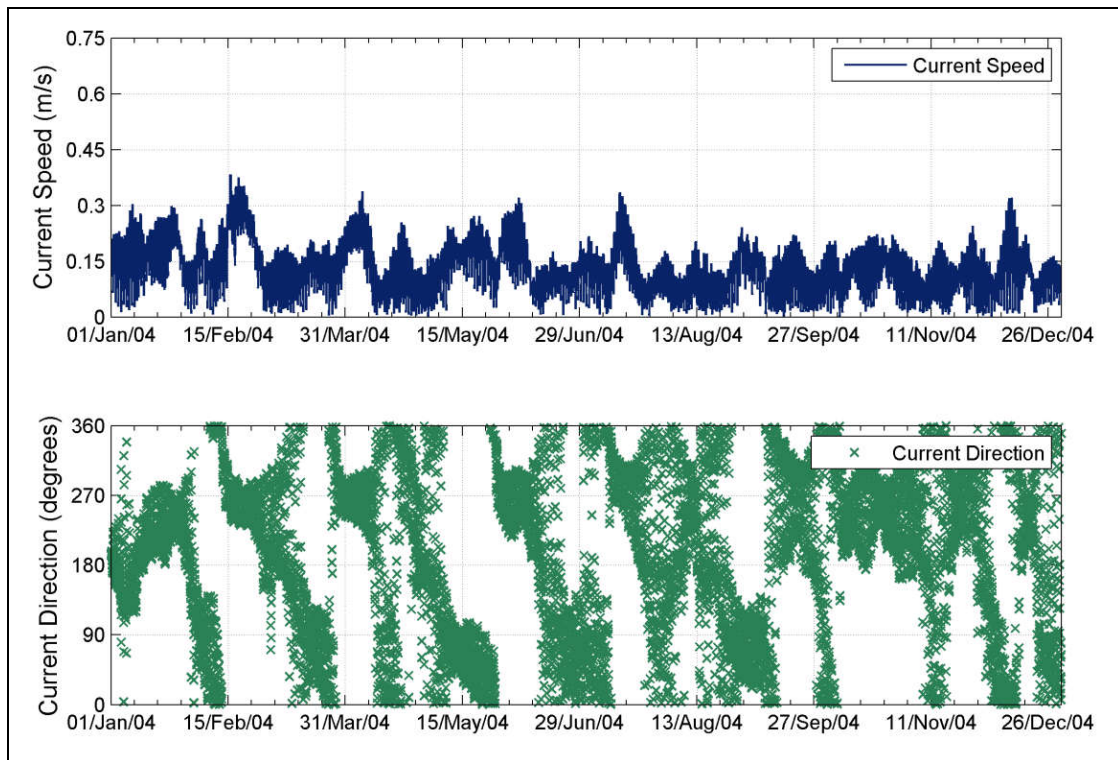 Current Speed (m/s)
0.75
0.6
0.45
0.3
0.15
0
Current Speed
01/Jan/04 15/Feb/04 31/Mar/04 15/May/04 29/Jun/04 13/Aug/04 27/Sep/04 11/Nov/04 26/Dec/04
Current Direction (degrees)
360
270
180
90
0
Current Direction
01/Jan/04 15/Feb/04 31/Mar/04 15/May/04 29/Jun/04 13/Aug/04 27/Sep/04 11/Nov/04 26/Dec/04